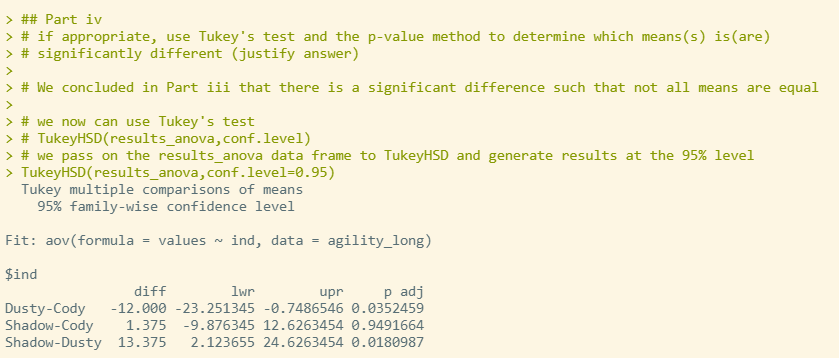 > ## Part iv
> # if appropriate, use Tukey's test and the p-value method to determine which means(s) is(are)
> # significantly different (justify answer)
>
> # We concluded in Part iii that there is a significant difference such that not all means are equal
>
> # we now can use Tukey's test
> # TukeyHSD(results_anova,conf.level)
> # we pass on the results_anova data frame to TukeyHSD and generate results at the 95% level
> TukeyHSD(results_anova,conf.level=0.95)
  Tukey multiple comparisons of means
    95% family-wise confidence level

Fit: aov(formula = values ~ ind, data = agility_long)

$ind
                diff        lwr        upr     p adj
Dusty-Cody   -12.000 -23.251345 -0.7486546 0.0352459
Shadow-Cody    1.375  -9.876345 12.6263454 0.9491664
Shadow-Dusty  13.375   2.123655 24.6263454 0.0180987